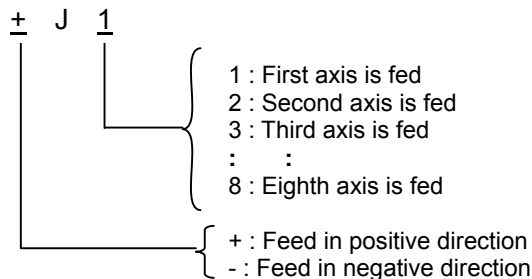 + J 1
1 : First axis is fed
2 : Second axis is fed
3 : Third axis is fed
: :
8 : Eighth axis is fed
+ : Feed in positive direction
- : Feed in negative direction